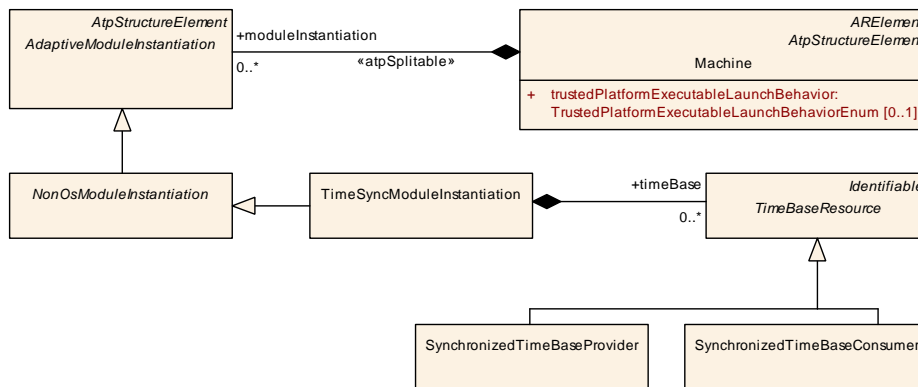 AtpStructureElement
AdaptiveModuleInstantiation
+moduleInstantiation
0..*
«atpSplitable»
ARElement
AtpStructureElement
Machine
+ trustedPlatformExecutableLaunchBehavior:
TrustedPlatformExecutableLaunchBehaviorEnum [0..1]
NonOsModuleInstantiation
TimeSyncModuleInstantiation
+timeBase
0..*
Identifiable
TimeBaseResource
SynchronizedTimeBaseProvider
SynchronizedTimeBaseConsumer